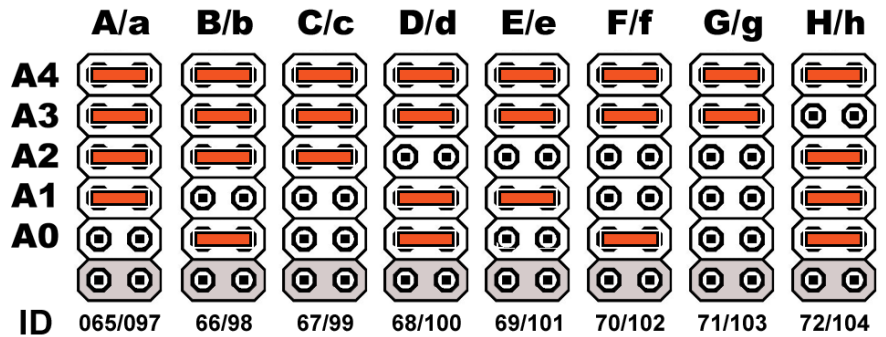 A/a B/b C/c D/d E/e F/f G/g H/h
A4
A3
A2
A1
A0
ID 065/097 66/98 67/99 68/100 69/101 70/102 71/103 72/104